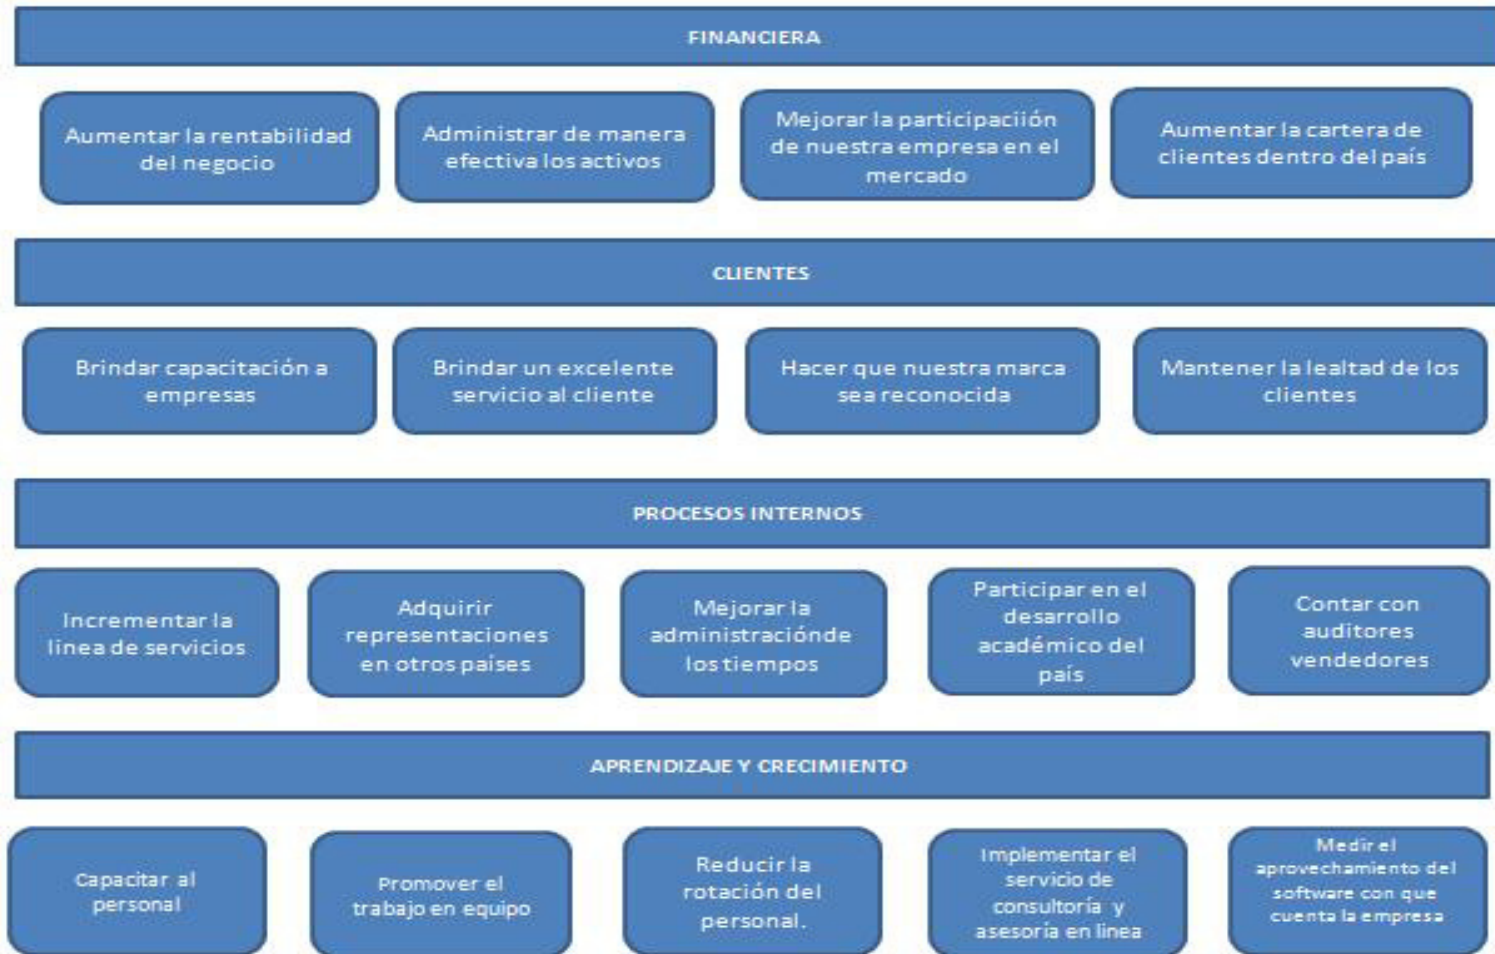 FINANCIERA
Aumentar la rentabilidad
del negocio
Administrar de manera
efectiva los activos
Mejorar la participaciión
de nuestra empresa en el
mercado
Aumentar la cartera de
clientes dentro del país
CLIENTES
Brindar capacitación a
empresas
Brindar un excelente
servicio al cliente
Hacer que nuestra marca
sea reconocida
Mantener la lealtad de los
clientes
PROCESOS INTERNOS
Incrementar la
linea de servicios
Adquirir
representaciones
en otros paises
Mejorar la
administraciónde
los tiempos
Participar en el
desarrollo
académico del
país
Contar con
auditores
vendedores
APRENDIZAJE Y CRECIMIENTO
Capacitar al
personal
Promover el
trabajo en equipo
Reducir la
rotación del
personal.
Implementar el
servicio de
consultoría y
asesoría en linea
Medir el
aprovechamiento del
software con que
cuenta la empresa